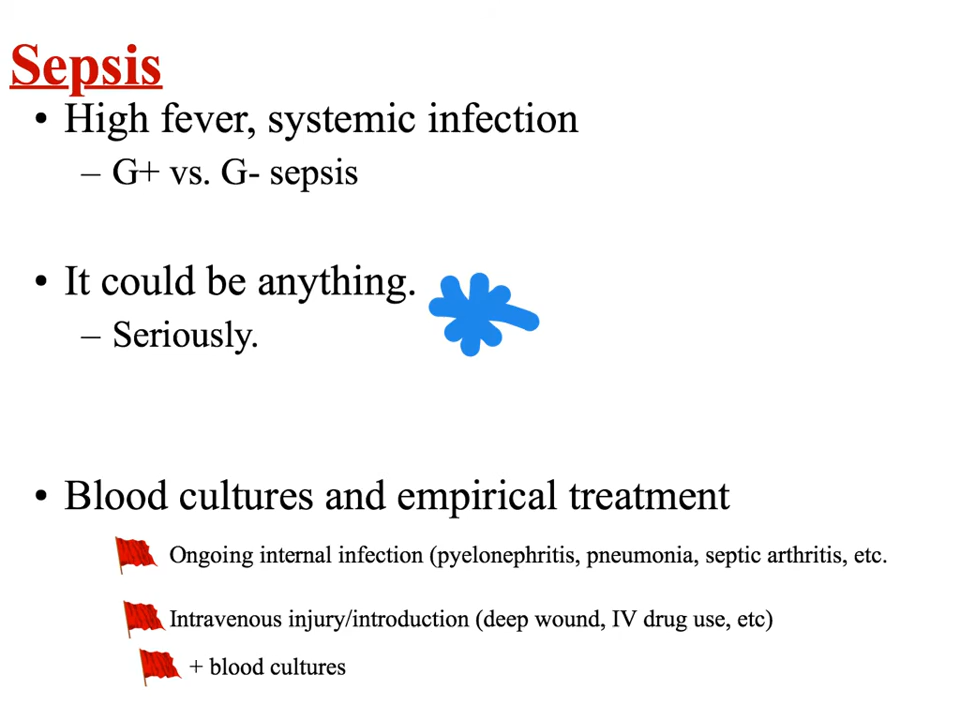 Sepsis
• High fever, systemic infection
– G+ vs. G- sepsis
• It could be anything.
– Seriously.
• Blood cultures and empirical treatment
Ongoing internal infection (pyelonephritis, pneumonia, septic arthritis, etc.
Intravenous injury/introduction (deep wound, IV drug use, etc)
+ blood cultures